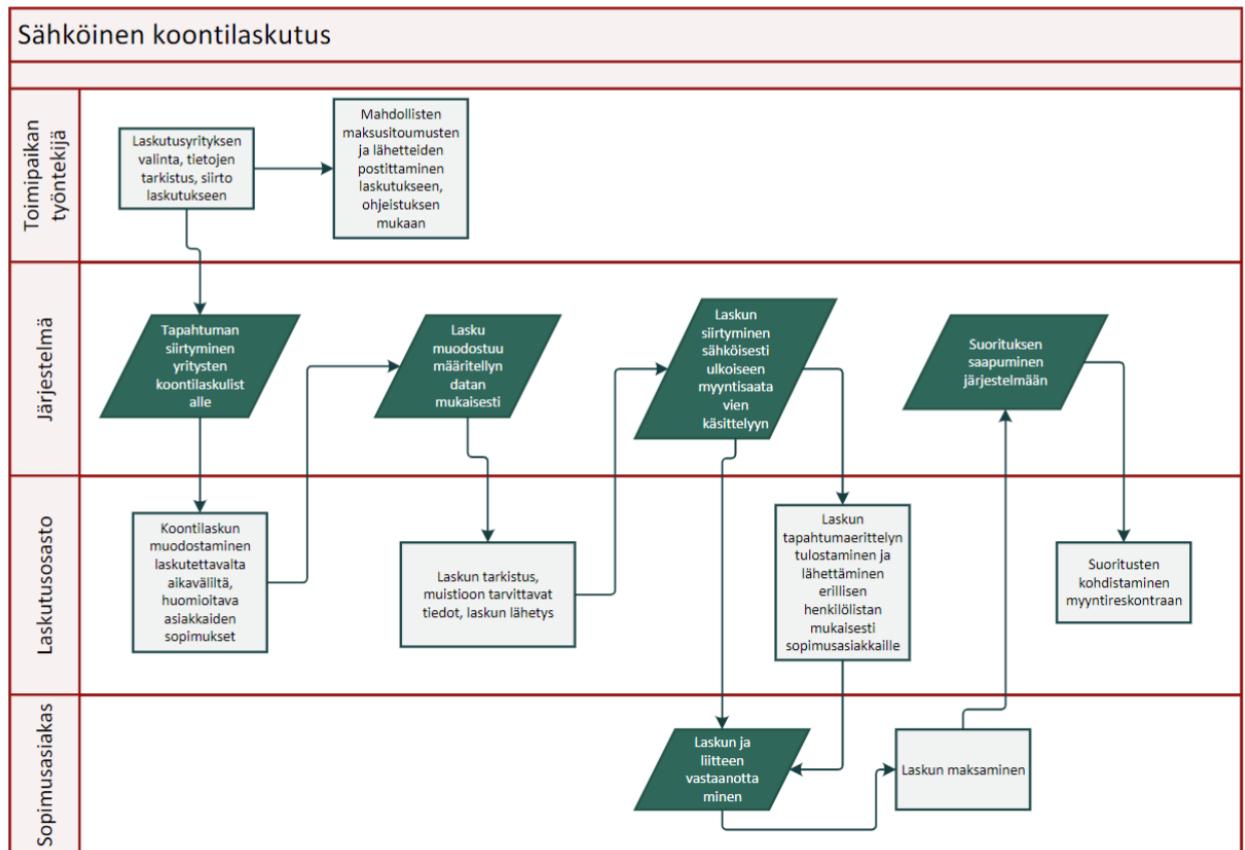 Sähköinen koontilaskutus
Toimipaikan
työntekijä
Laskutusyrityksen
valinta, tietojen
tarkistus, siirto
laskutukseen
Mahdollisten
maksusitoumusten
ja lähetteiden
postittaminen
laskutukseen,
ohjeistuksen
mukaan
Järjestelmä
Tapahtuman
siirtyminen
yritysten
koontilaskulist
alle
Lasku
muodostuu
määritellyn
datan
mukaisesti
Laskun
siirtyminen
sähköisesti
ulkoiseen
myyntisaata
vien
käsittelyyn
Suorituksen
saapuminen
järjestelmään
Laskutusosasto
Koontilaskun
muodostaminen
laskutettavalta
aikaväliltä,
huomioitava
asiakkaiden
sopimukset
Laskun tarkistus,
muistioon tarvittavat
tiedot, laskun lähetys
Laskun
tapahtumaerittelyn
tulostaminen ja
lähettäminen
erillisen
henkilölistan
mukaisesti
sopimusasiakkaille
Suoritusten
kohdistaminen
myyntireskontraan
Sopimusasiakas
Laskun ja
liitteen
vastaanotta
minen
Laskun maksaminen